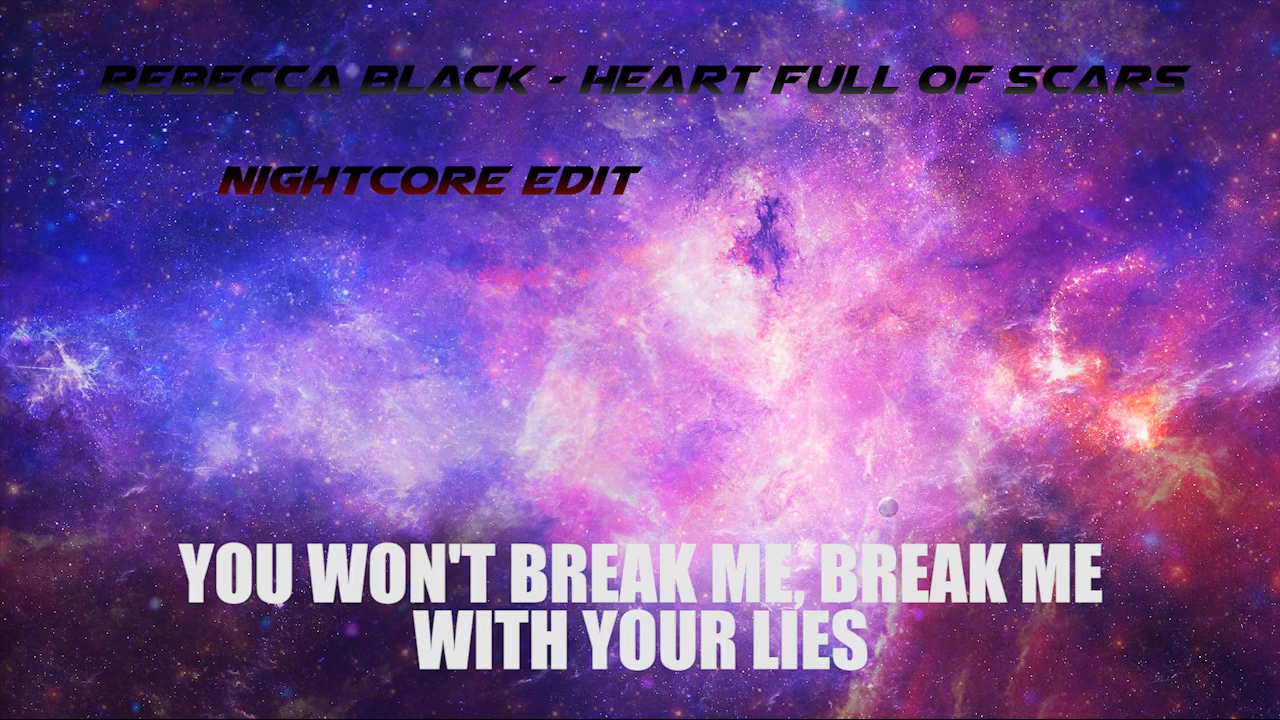 REBECCA BLACK - HEART FULL OF SCARS
NIGHTCORE EDIT
YOU WON'T BREAK ME, BREAK ME
WITH YOUR LIES